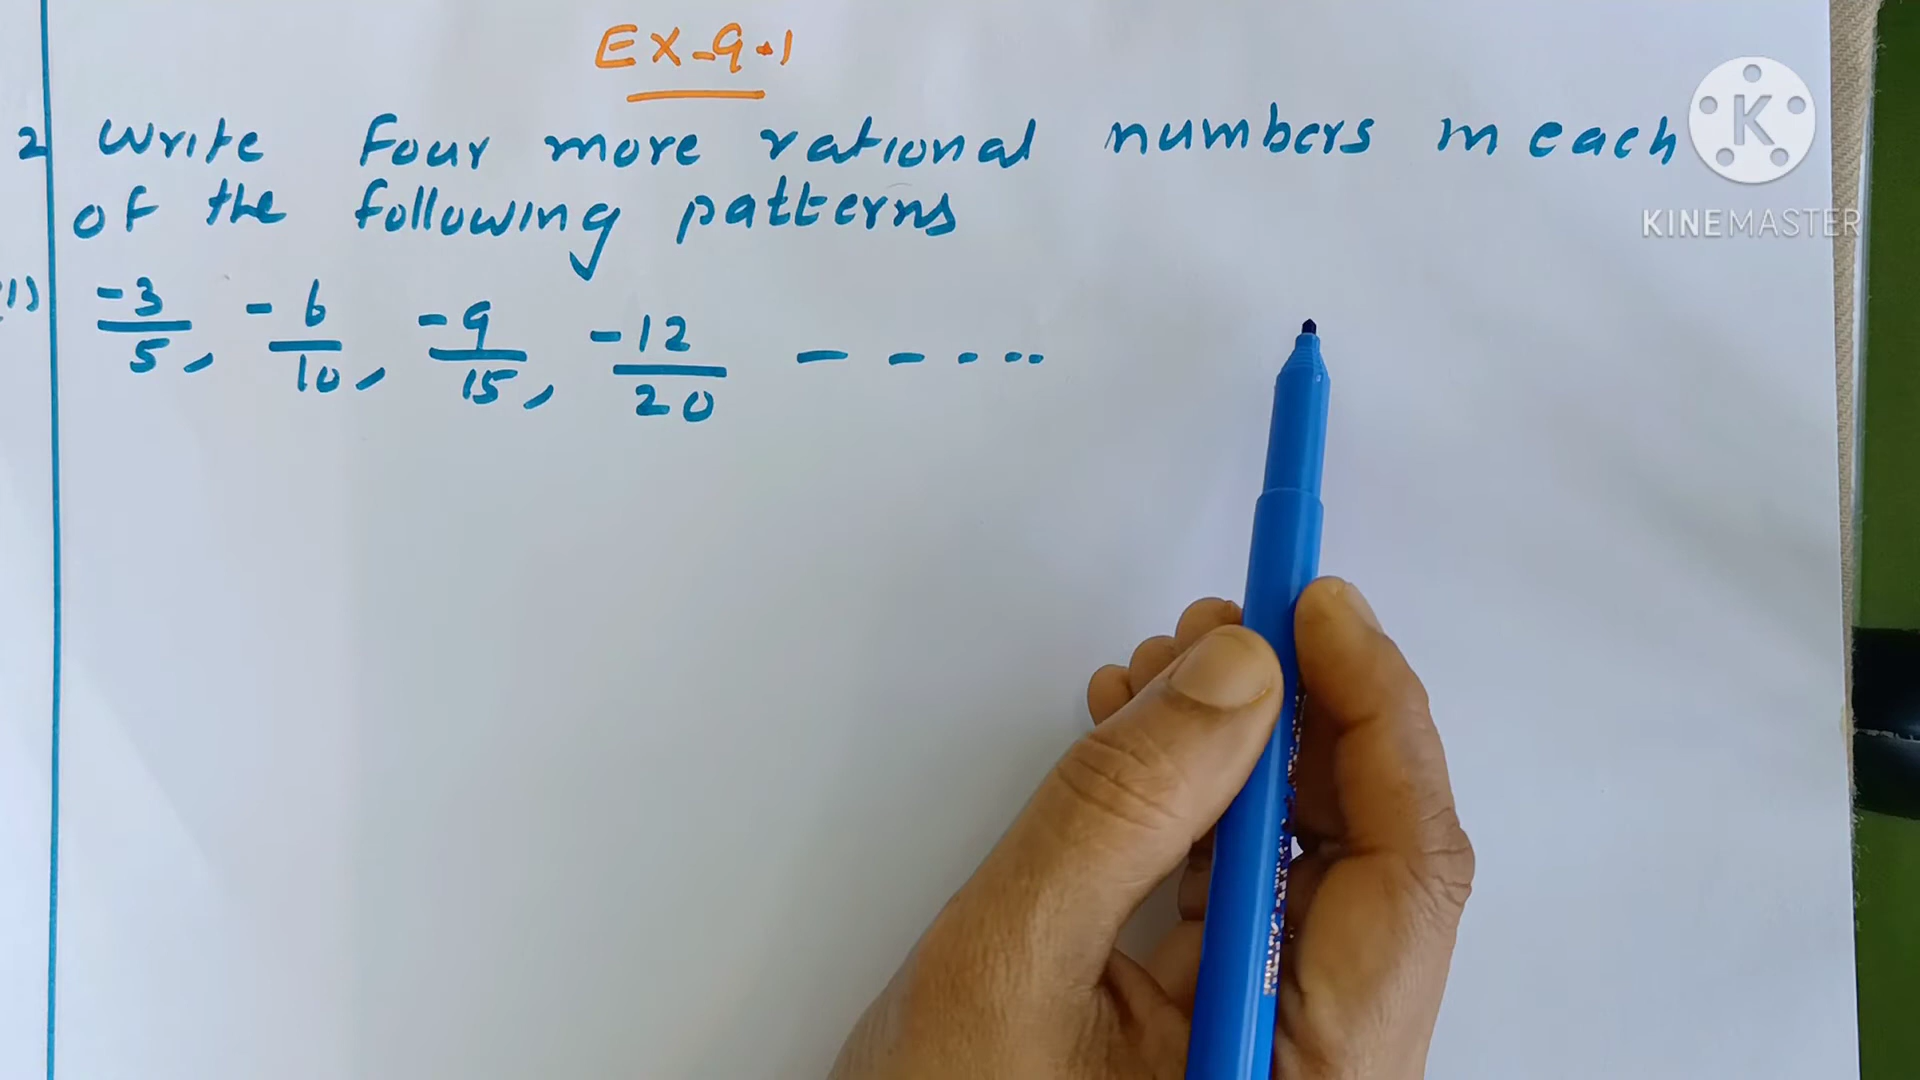 Ex-9.1
2 Write Four more rational numbers in each
of the following patterns
(1) -3/5, -6/10, -9/15, -12/20 - - - ..
K
KINEMASTER